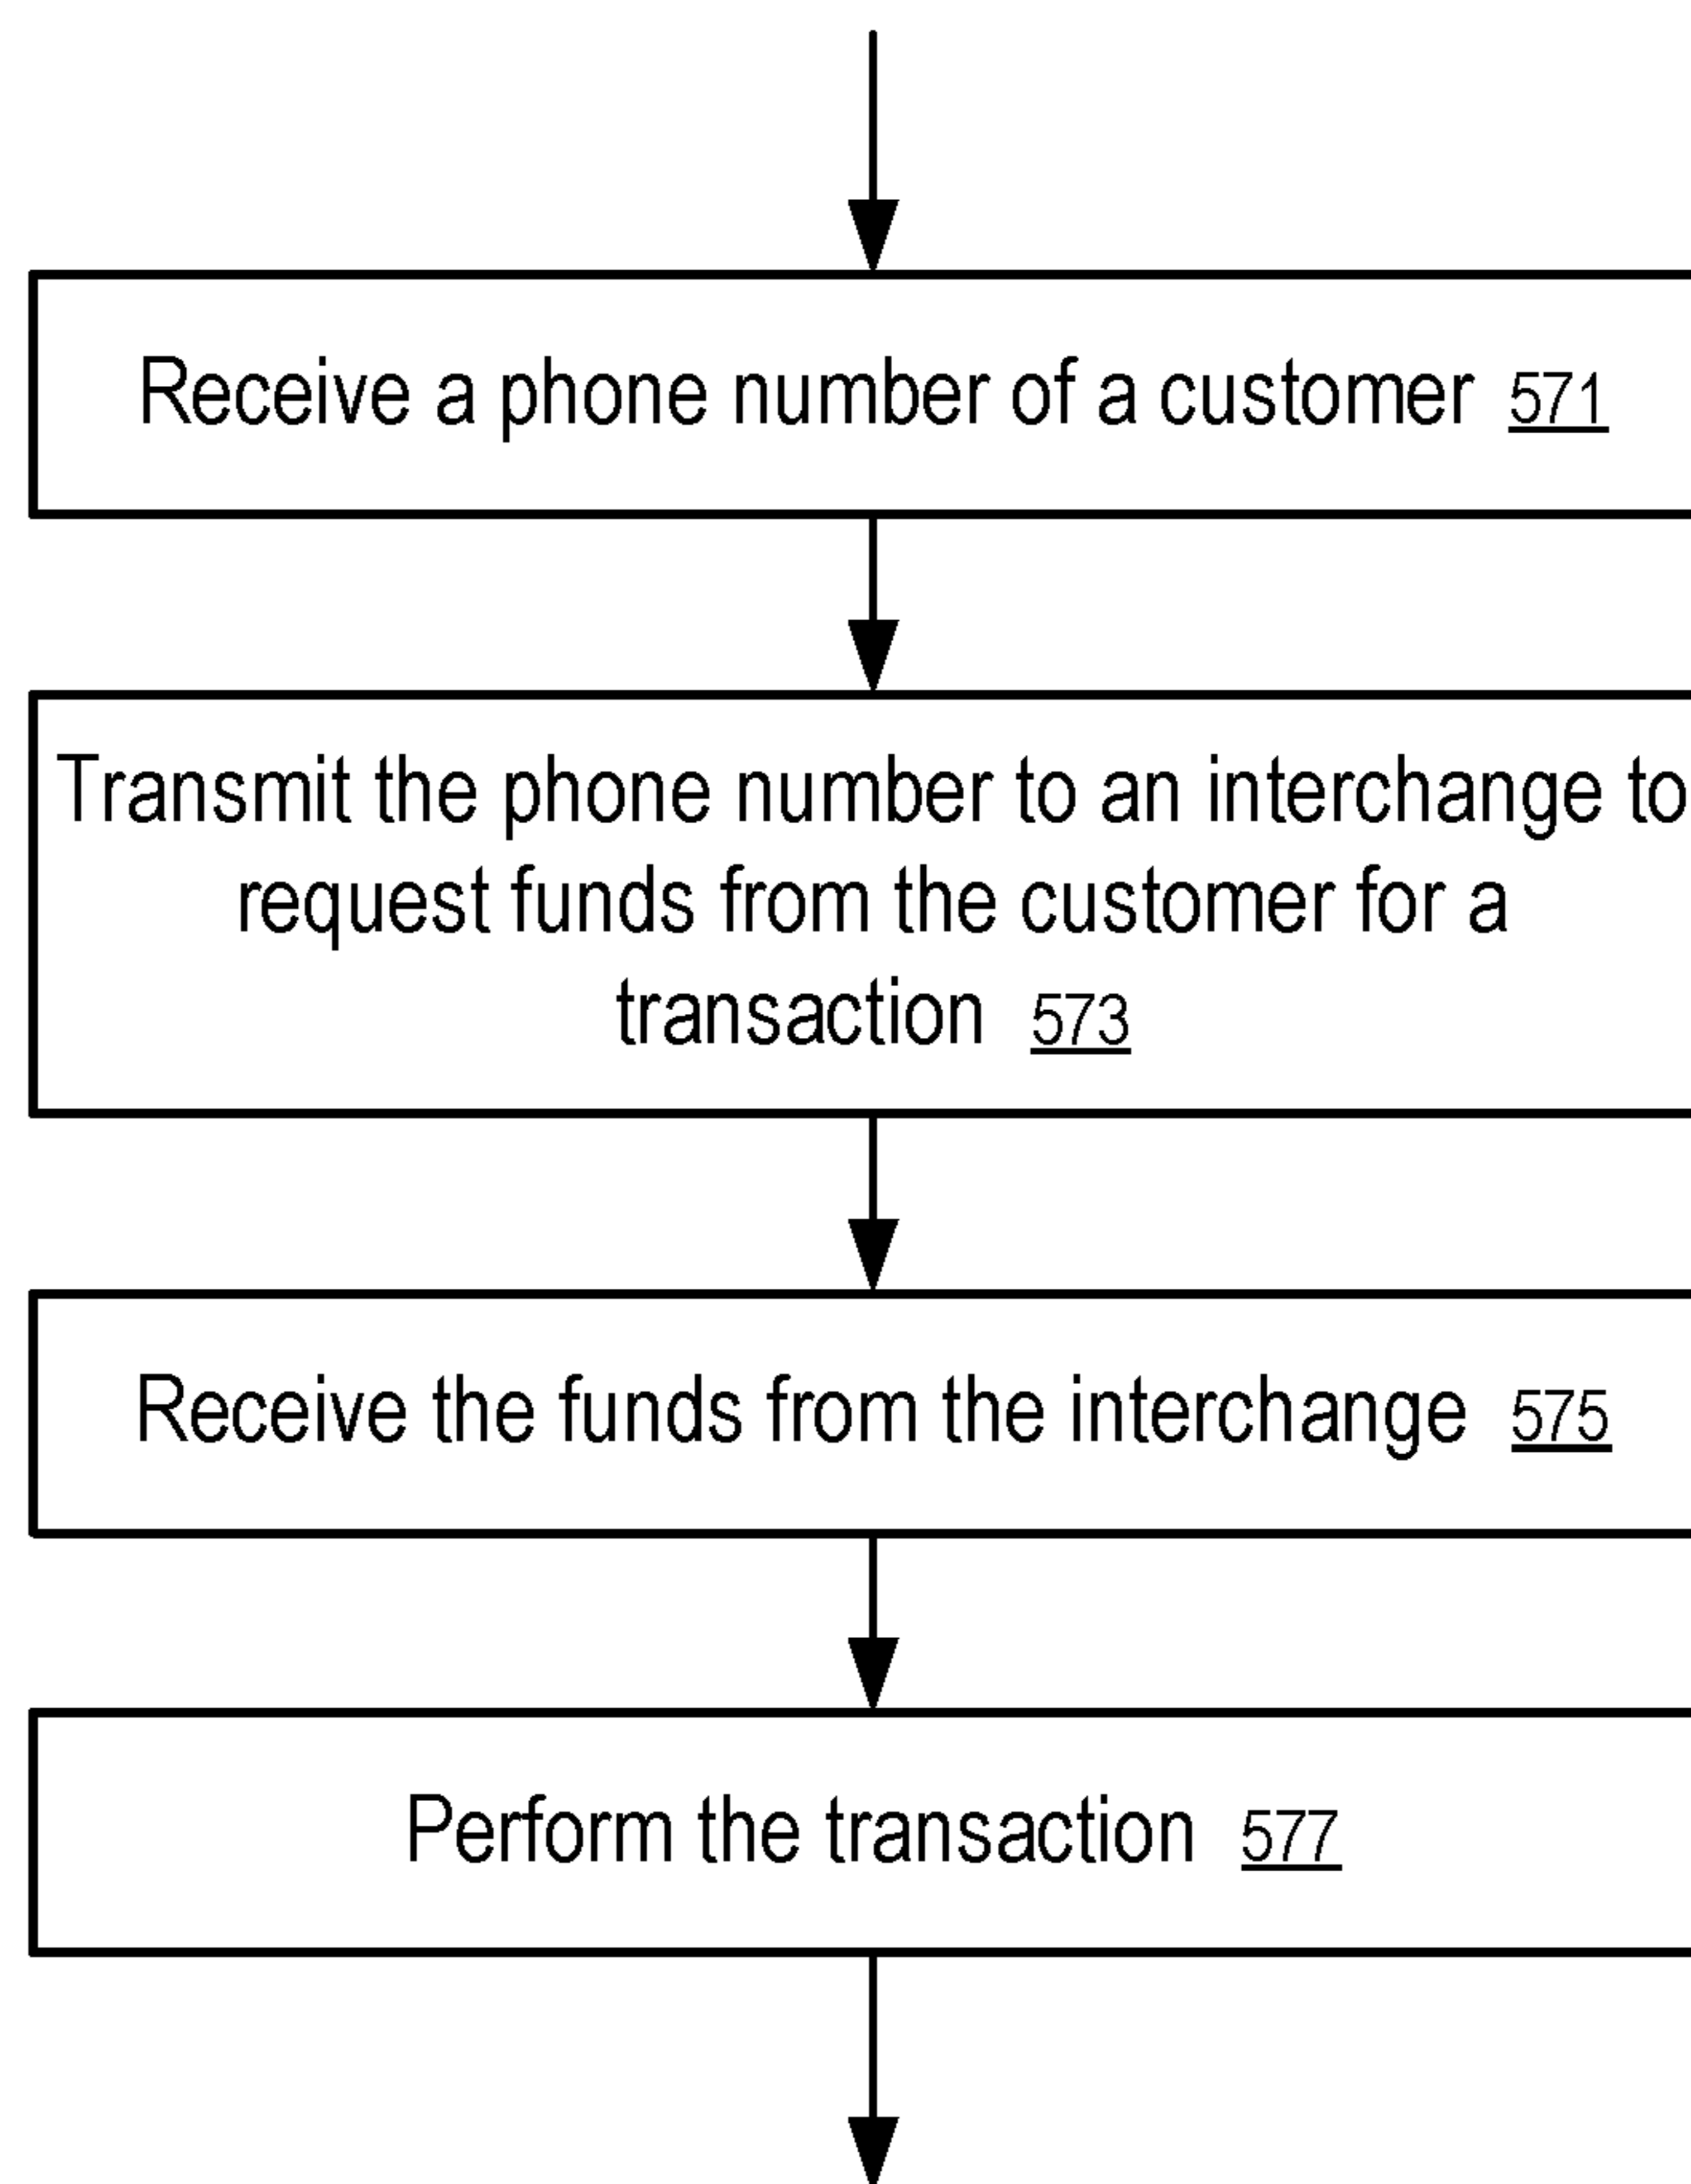 Receive a phone number of a customer 571
Transmit the phone number to an interchange to
request funds from the customer for a
transaction 573
Receive the funds from the interchange 575
Perform the transaction 577